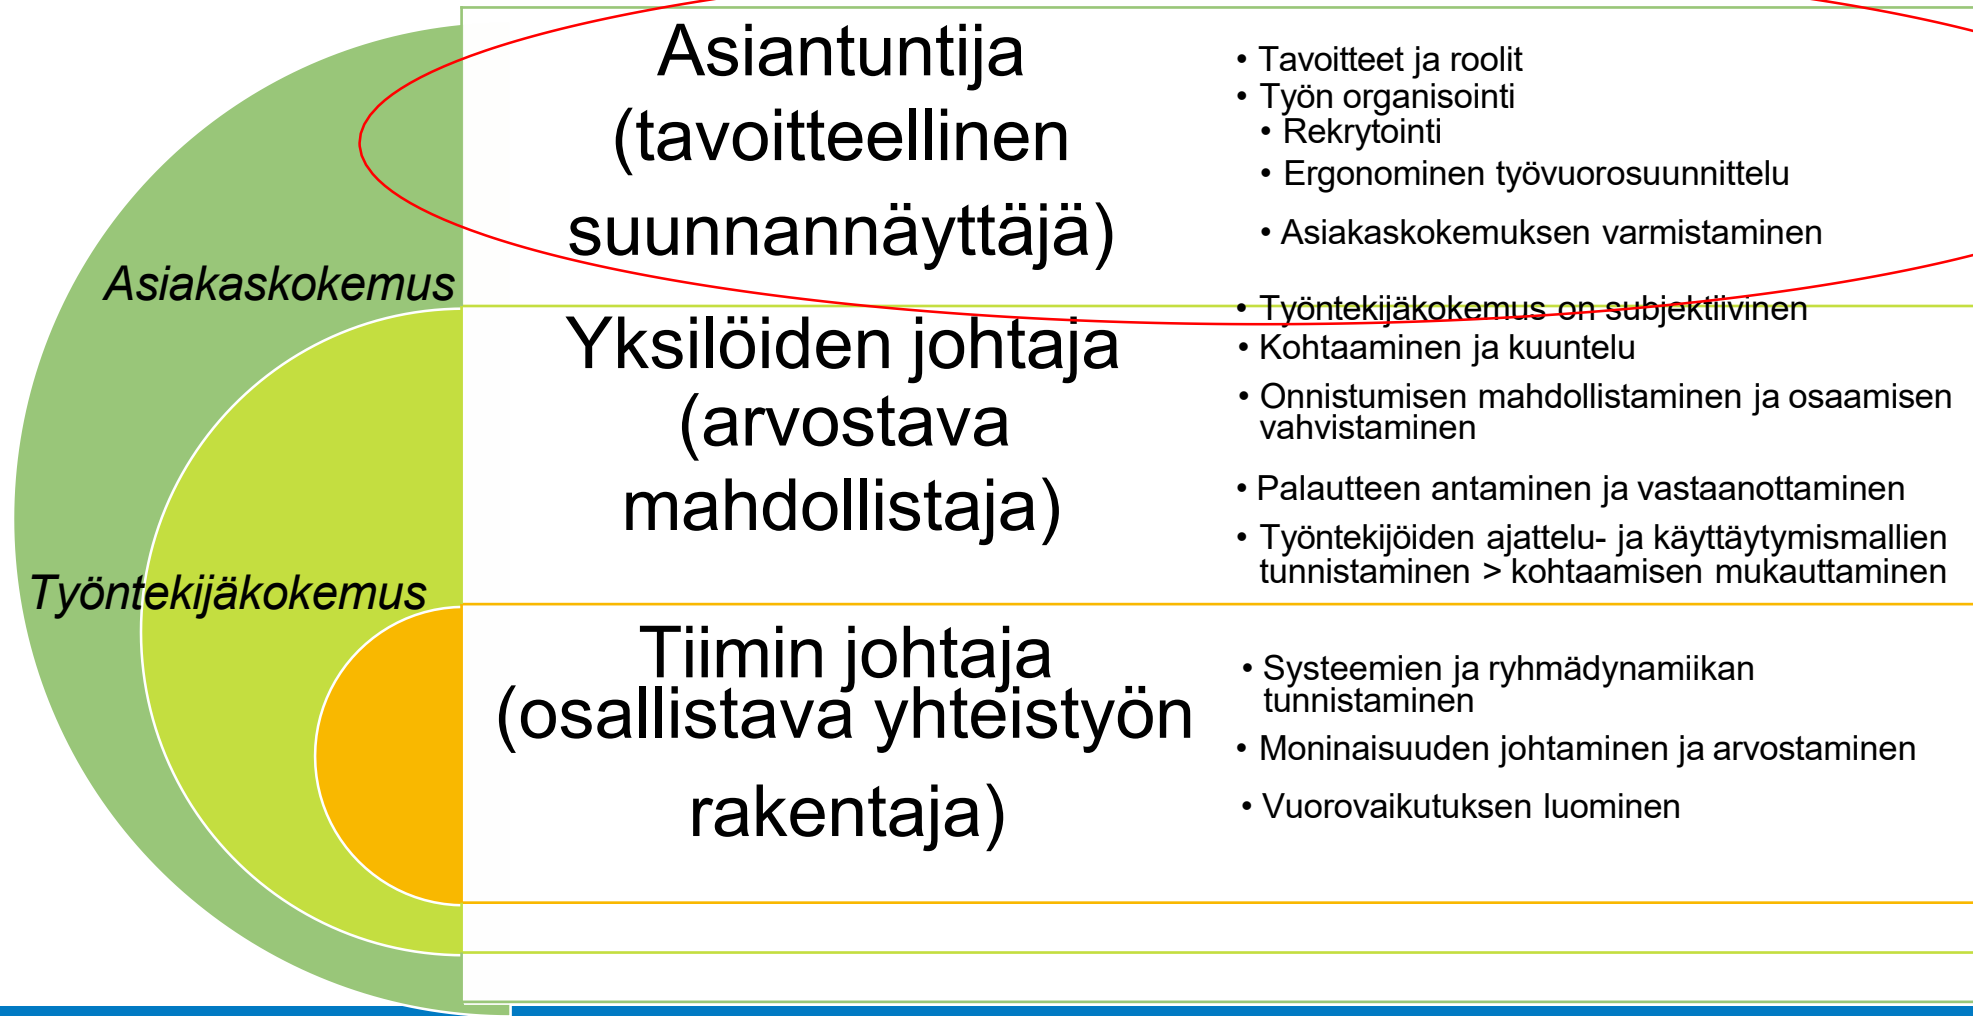 Asiantuntija
(tavoitteellinen
suunnannäyttäjä)
• Tavoitteet ja roolit
• Työn organisointi
• Rekrytointi
• Ergonominen työvuorosuunnittelu
• Asiakaskokemuksen varmistaminen
Asiakaskokemus
Yksilöiden johtaja
(arvostava
mahdollistaja)
• Työntekijäkokemus on subjektiivinen
• Kohtaaminen ja kuuntelu
• Onnistumisen mahdollistaminen ja osaamisen
vahvistaminen
• Palautteen antaminen ja vastaanottaminen
• Työntekijöiden ajattelu- ja käyttäytymismallien
tunnistaminen > kohtaamisen mukauttaminen
Työntekijäkokemus
Tiimin johtaja
(osallistava yhteistyön
rakentaja)
• Systeemien ja ryhmädynamiikan
tunnistaminen
• Moninaisuuden johtaminen ja arvostaminen
• Vuorovaikutuksen luominen